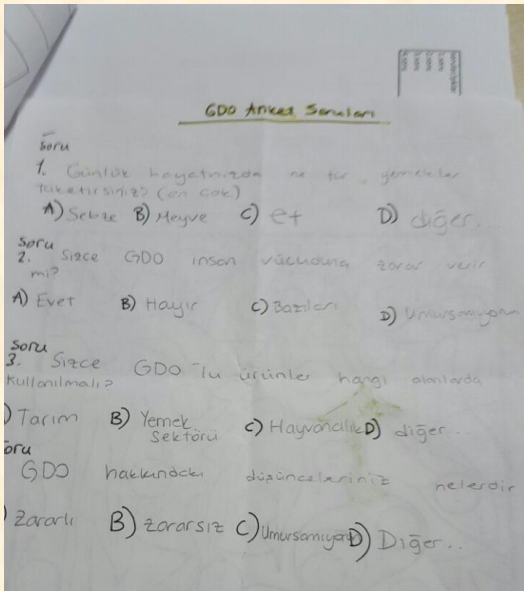 GDO Anket Soruları
Soru
1. Günlük hayatınızda ne tür yemekler
tüketirsiniz? (en çok)
A) Sebze B) Meyve C) et D) diğer...
Soru
2. Sizce GDO insan vücuduna zarar verir
mi?
A) Evet B) Hayır C) Bazıları D) Umursamıyorum
Soru
3. Sizce GDO'lu ürünler hangi alanlarda
kullanılmalı?
) Tarım B) Yemek Sektörü C) Hayvancılık D) diğer...
oru
GDO hakkındaki düşünceleriniz nelerdir
) Zararlı B) zararsız C) Umursamıyorum D) Diğer..